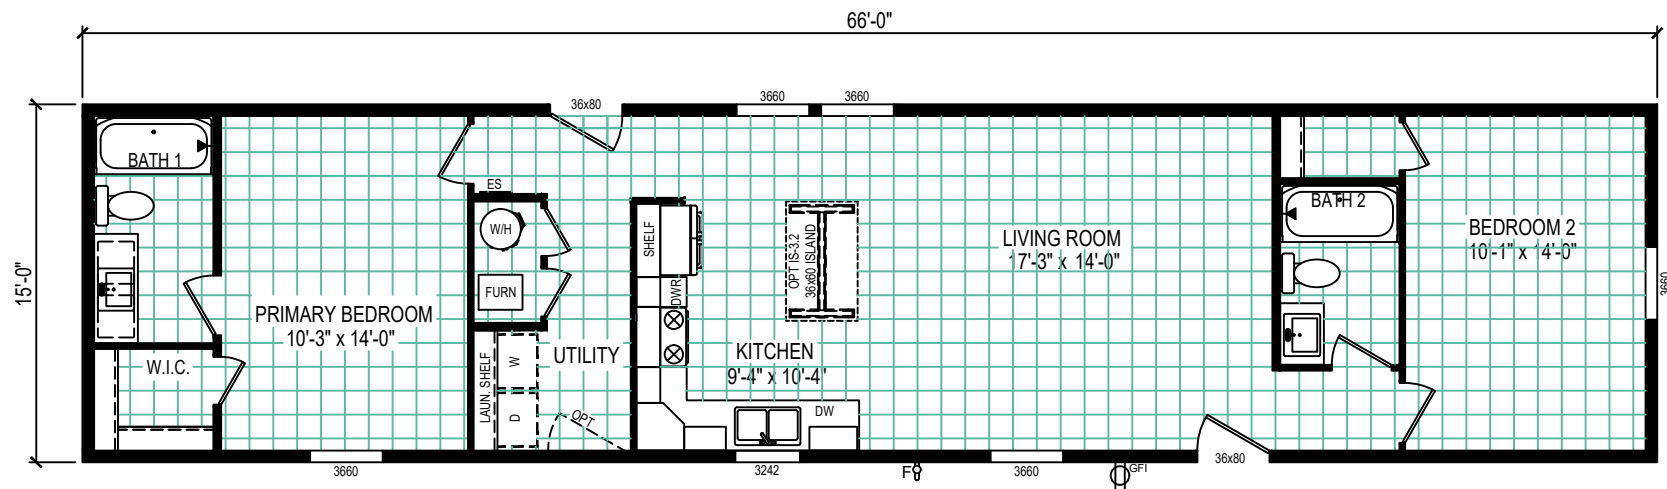 66'-0"
15'-0"
36x80
3660
3660
BATH 1
ES
W/H
FURN
SHELF
DWR
OPT IS-3.2
36x60 ISLAND
LIVING ROOM
17'-3" x 14'-0"
BATH 2
BEDROOM 2
10'-1" x 14'-0"
3660
PRIMARY BEDROOM
10'-3" x 14'-0"
W.I.C.
LAUN. SHELF
W
D
UTILITY
OPT
KITCHEN
9'-4" x 10'-4"
DW
3660
3242
F
3660
GFI
36x80